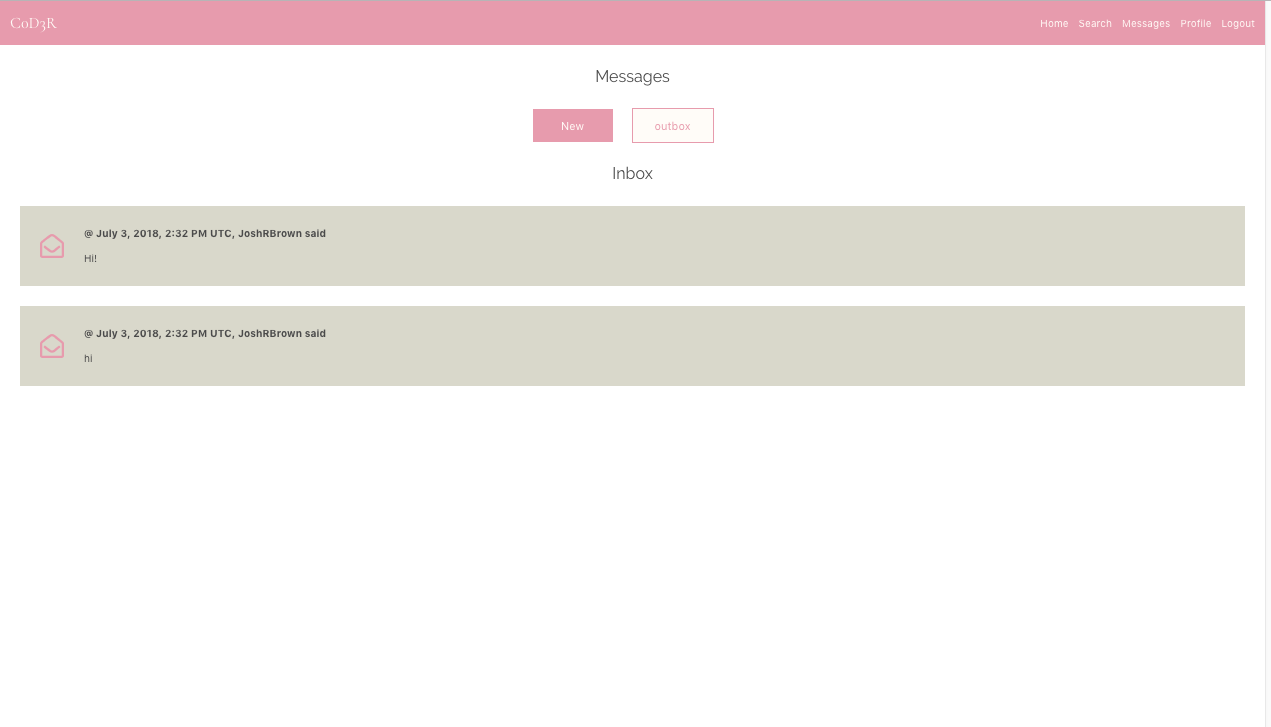 CoD3R
Home Search Messages Profile Logout
Messages
New outbox
Inbox
@ July 3, 2018, 2:32 PM UTC, JoshRBrown said
Hi!
@ July 3, 2018, 2:32 PM UTC, JoshRBrown said
hi